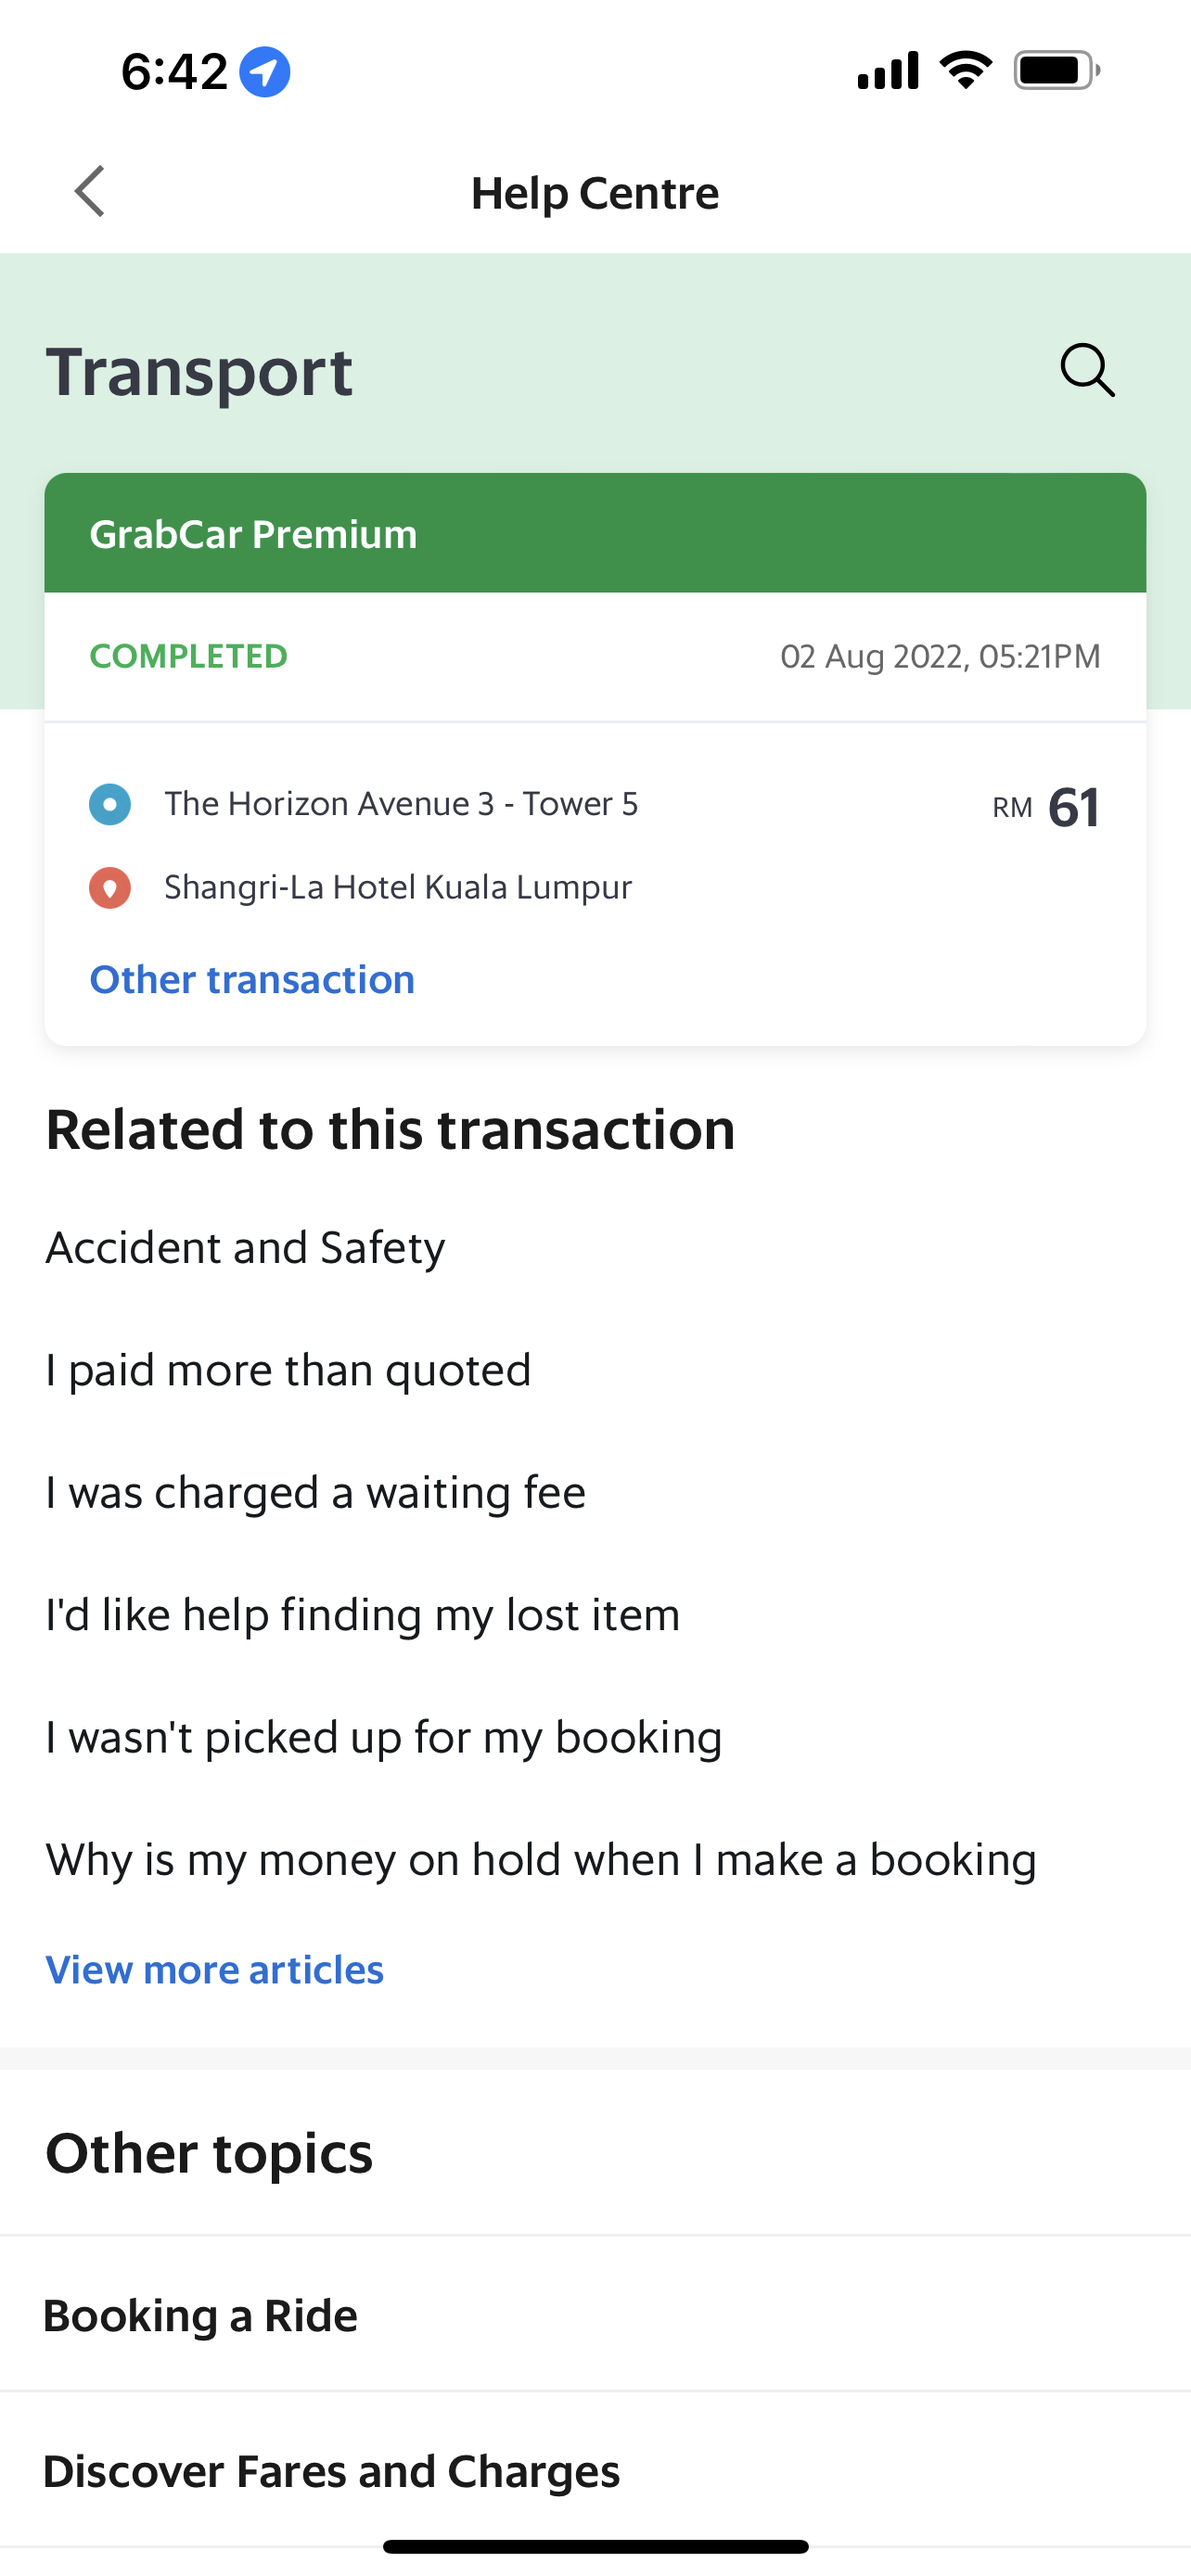 6:42
Help Centre
Transport
GrabCar Premium
COMPLETED 02 Aug 2022, 05:21PM
The Horizon Avenue 3 - Tower 5 RM 61
Shangri-La Hotel Kuala Lumpur
Other transaction
Related to this transaction
Accident and Safety
I paid more than quoted
I was charged a waiting fee
I'd like help finding my lost item
I wasn't picked up for my booking
Why is my money on hold when I make a booking
View more articles
Other topics
Booking a Ride
Discover Fares and Charges